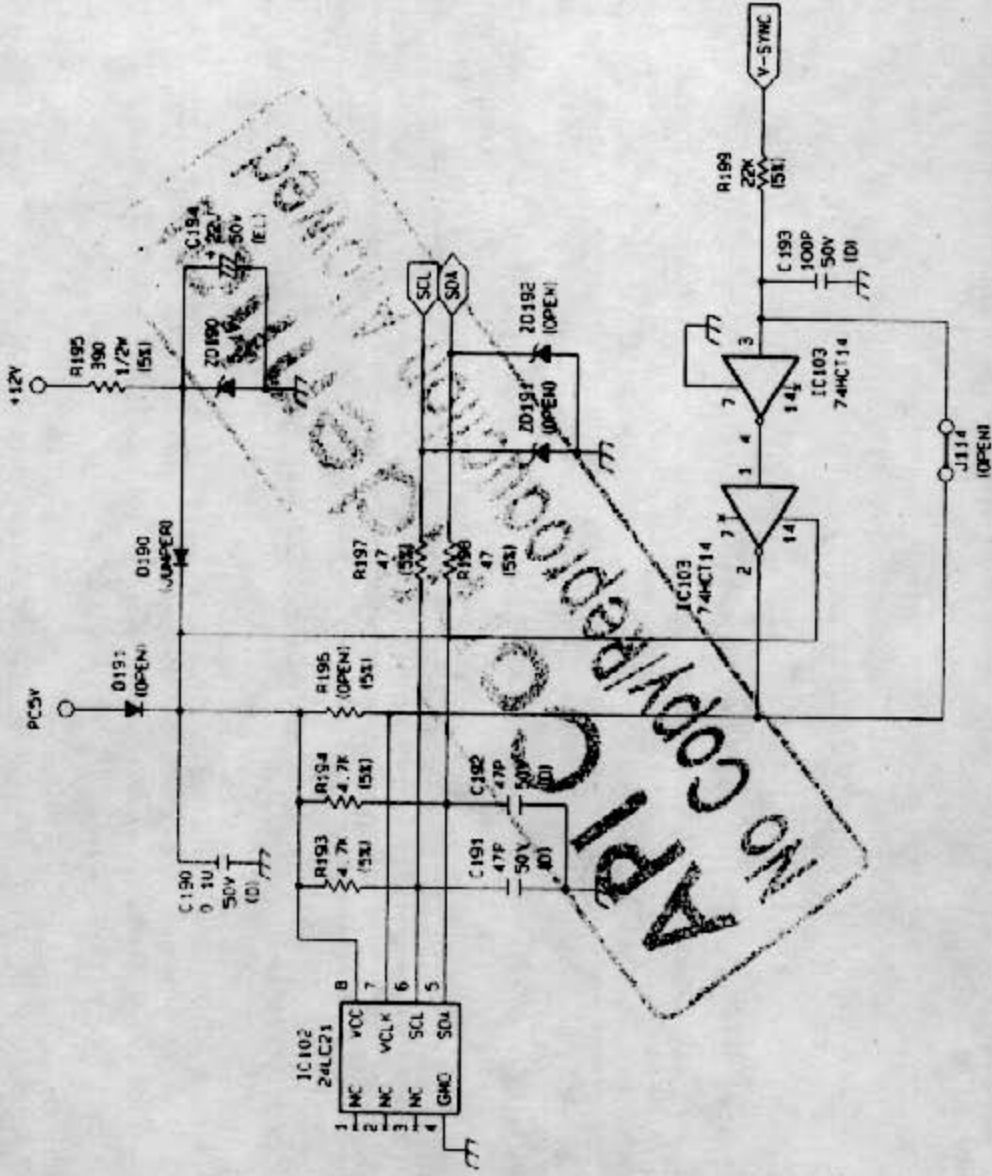 +12V
R195
390
1/2W
(5%)
C194
50V
(EL)
ZD190
D190
(JUMPER)
PC5V
D191
(OPEN)
C190
0.1U
50V
(D)
R193
4.7K
(5%)
R194
4.7K
(5%)
R196
(OPEN)
(5%)
R197
47
(5%)
R198
47
(5%)
SCL
SDA
ZD191
(OPEN)
ZD192
(OPEN)
C191
47P
50V
(D)
C192
47P
50V
(D)
IC102
24LC21
1 NC VCC 8
2 NC VCLK 7
3 NC SCL 6
4 GND SDA 5
V-SYNC
R199
22K
(5%)
C193
100P
50V
(D)
7
3
4
14
IC103
74HCT14
7
1
2
14
IC103
74HCT14
J114
(OPEN)
API
No Copy/Reproduction Allowed